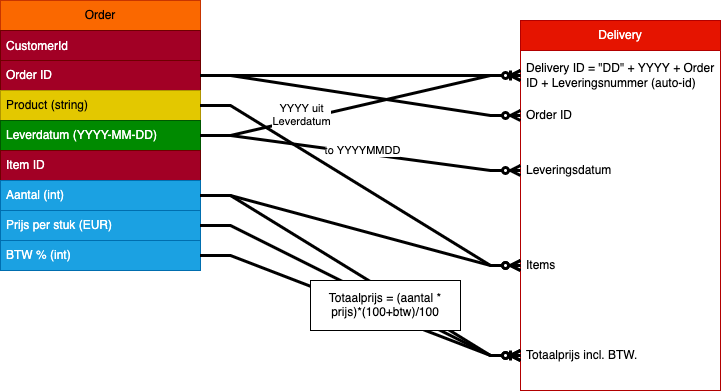 Order
CustomerId
Order ID
Product (string)
Leverdatum (YYYY-MM-DD)
Item ID
Aantal (int)
Prijs per stuk (EUR)
BTW % (int)
YYYY uit
Leverdatum
to YYYYMMDD
Totaalprijs = (aantal *
prijs)*(100+btw)/100
Delivery
Delivery ID = "DD" + YYYY + Order
ID + Leveringsnummer (auto-id)
Order ID
Leveringsdatum
Items
Totaalprijs incl. BTW.